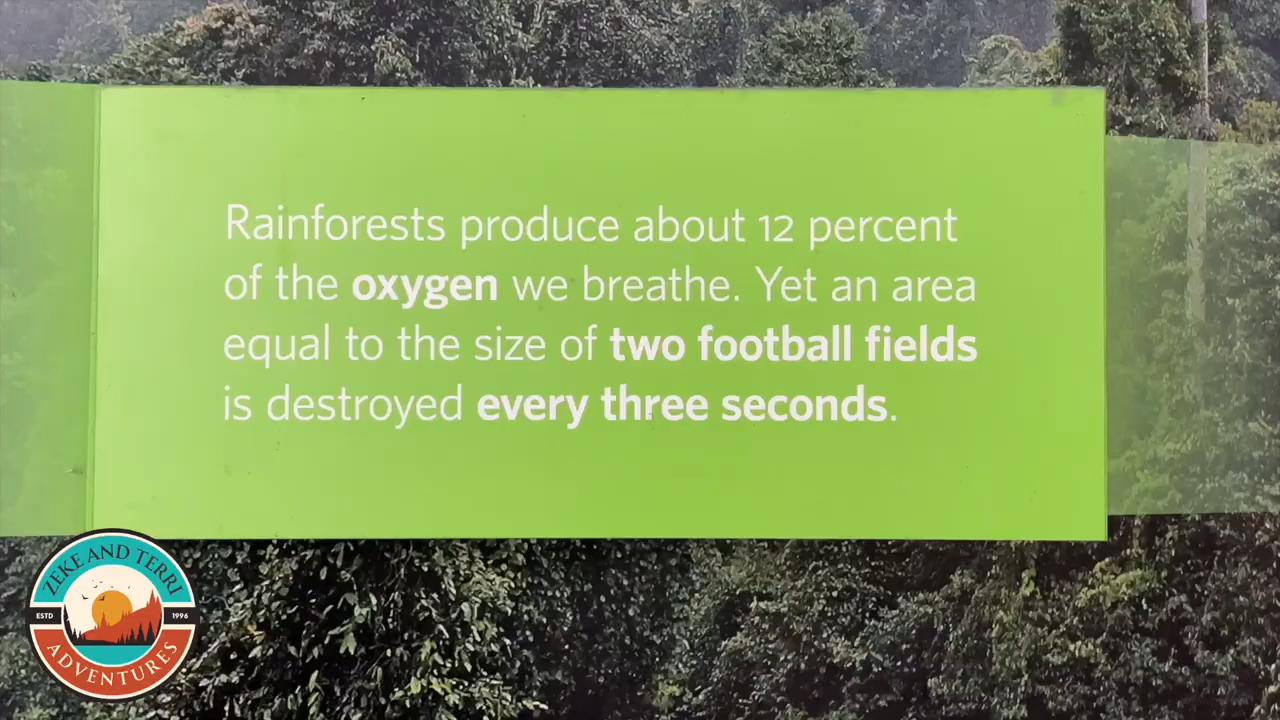 Rainforests produce about 12 percent
of the oxygen we breathe. Yet an area
equal to the size of two football fields
is destroyed every three seconds.
ZEKE AND TERRI
ESTD 1996
ADVENTURES